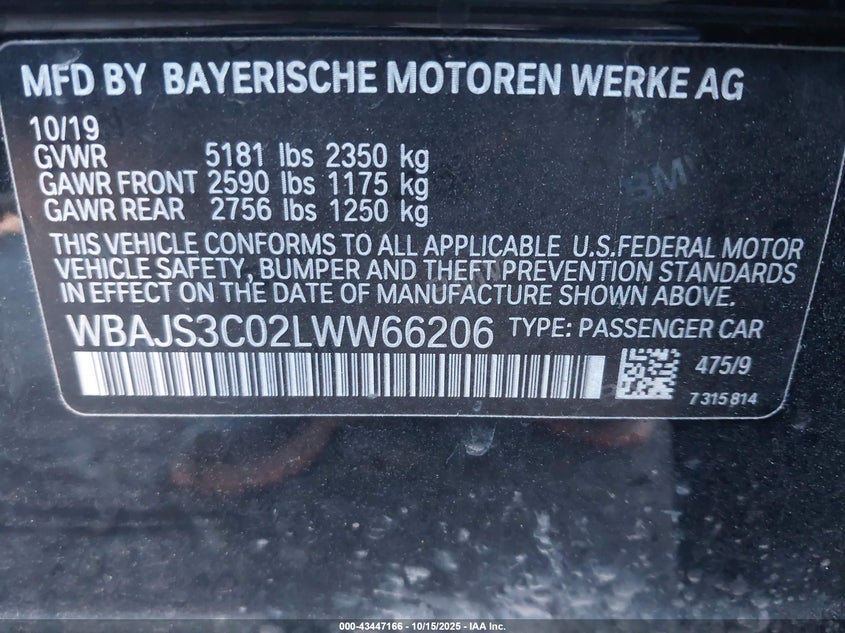 MFD BY BAYERISCHE MOTOREN WERKE AG
10/19
GVWR 5181 lbs 2350 kg
GAWR FRONT 2590 lbs 1175 kg
GAWR REAR 2756 lbs 1250 kg
THIS VEHICLE CONFORMS TO ALL APPLICABLE U.S.FEDERAL MOTOR
VEHICLE SAFETY, BUMPER AND THEFT PREVENTION STANDARDS
IN EFFECT ON THE DATE OF MANUFACTURE SHOWN ABOVE.
WBAJS3C02LWW66206 TYPE: PASSENGER CAR
475/9
7 315 814
000-43447166 - 10/15/2025 - IAA Inc.